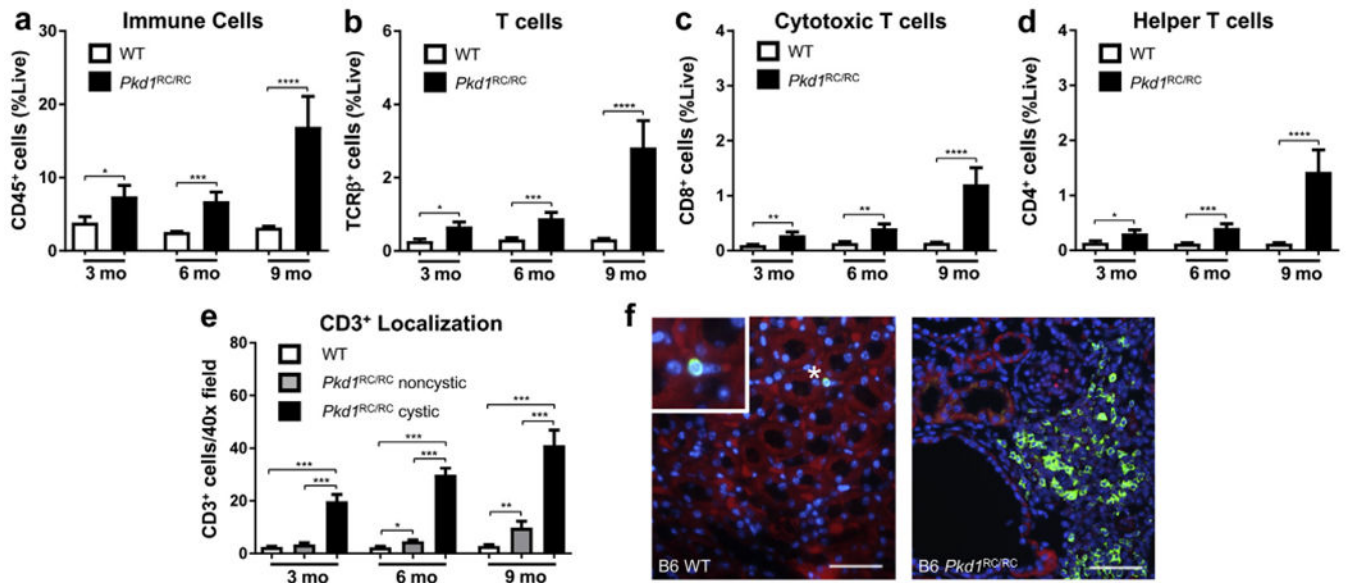 a Immune Cells
CD45⁺ cells (%Live)
30
20
10
0
WT
Pkd1ᴿᶜ/ᴿᶜ
*
***
****
3 mo 6 mo 9 mo
b T cells
TCRβ⁺ cells (%Live)
6
4
2
0
WT
Pkd1ᴿᶜ/ᴿᶜ
*
***
****
3 mo 6 mo 9 mo
c Cytotoxic T cells
CD8⁺ cells (%Live)
4
3
2
1
0
WT
Pkd1ᴿᶜ/ᴿᶜ
**
**
****
3 mo 6 mo 9 mo
d Helper T cells
CD4⁺ cells (%Live)
4
3
2
1
0
WT
Pkd1ᴿᶜ/ᴿᶜ
*
***
****
3 mo 6 mo 9 mo
e CD3⁺ Localization
CD3⁺ cells/40x field
80
60
40
20
0
WT
Pkd1ᴿᶜ/ᴿᶜ noncystic
Pkd1ᴿᶜ/ᴿᶜ cystic
***
***
***
***
*
***
***
**
3 mo 6 mo 9 mo
f
*
B6 WT
B6 Pkd1ᴿᶜ/ᴿᶜ